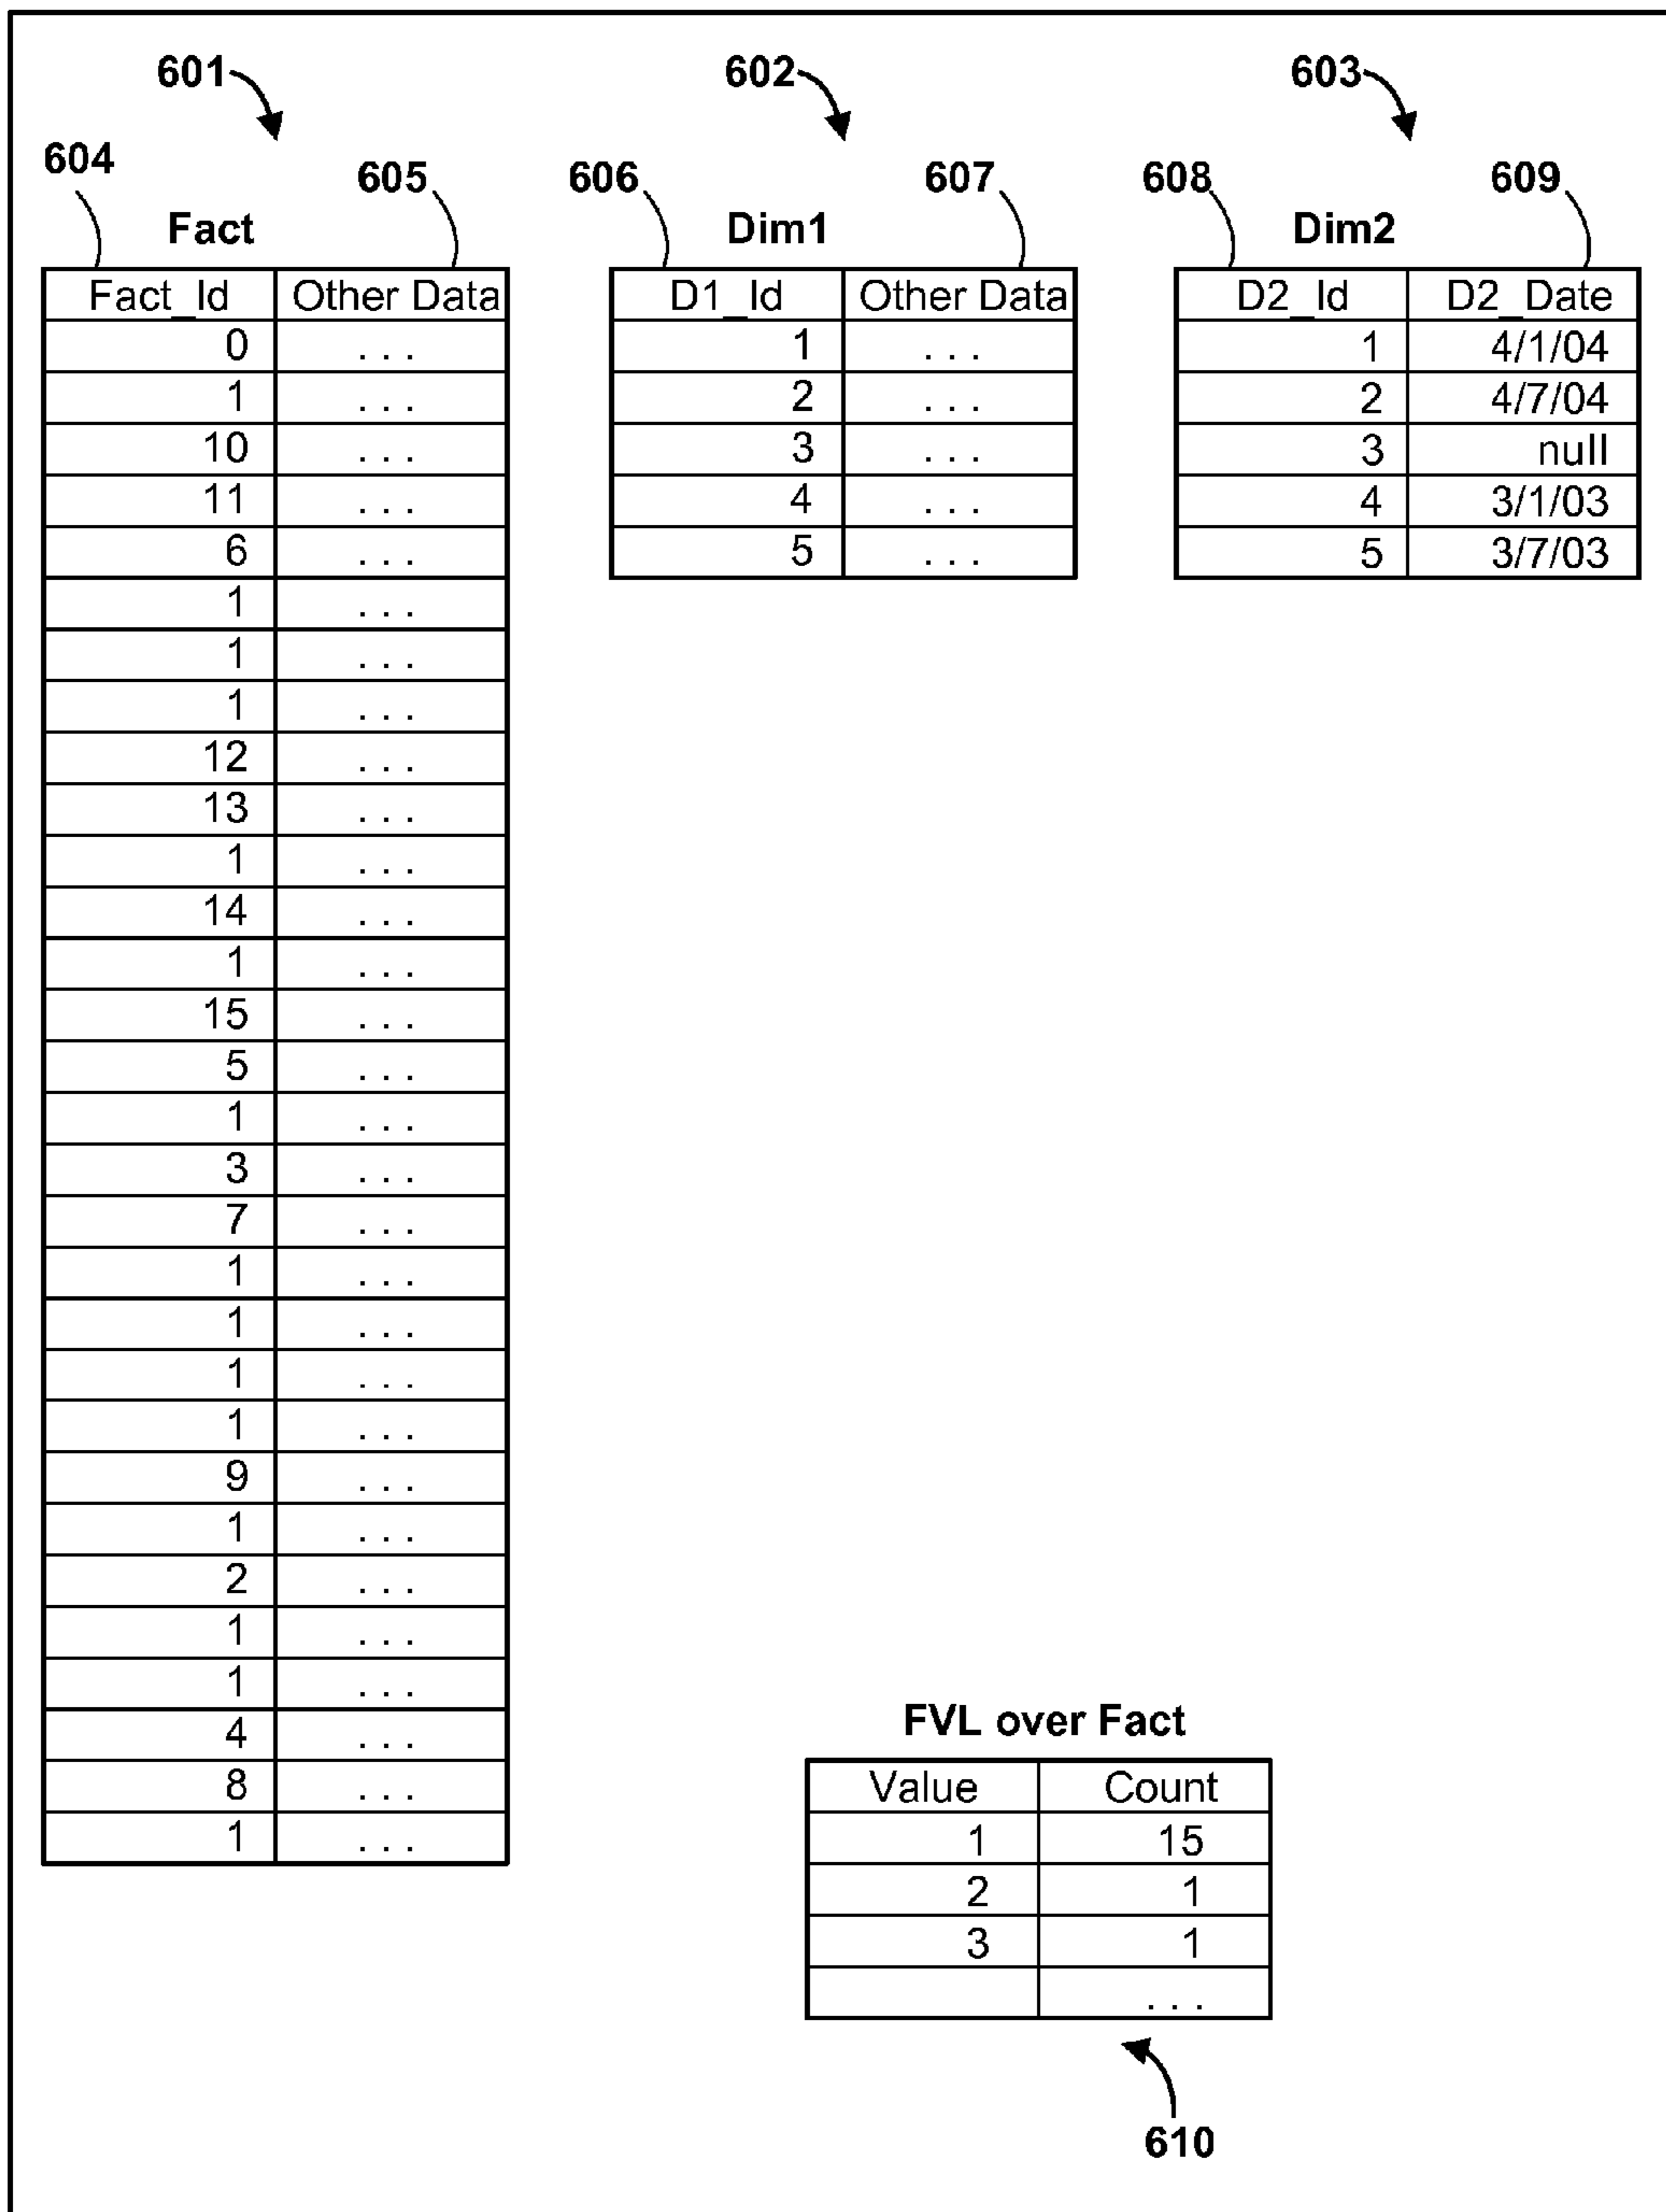 601
602
603
604
605
606
607
608
609
Fact
Dim1
Dim2
Fact_Id Other Data
0 . . .
1 . . .
10 . . .
11 . . .
6 . . .
1 . . .
1 . . .
1 . . .
12 . . .
13 . . .
1 . . .
14 . . .
1 . . .
15 . . .
5 . . .
1 . . .
3 . . .
7 . . .
1 . . .
1 . . .
1 . . .
1 . . .
9 . . .
1 . . .
2 . . .
1 . . .
1 . . .
4 . . .
8 . . .
1 . . .
D1_Id Other Data
1 . . .
2 . . .
3 . . .
4 . . .
5 . . .
D2_Id D2_Date
1 4/1/04
2 4/7/04
3 null
4 3/1/03
5 3/7/03
FVL over Fact
Value Count
1 15
2 1
3 1
. . .
610